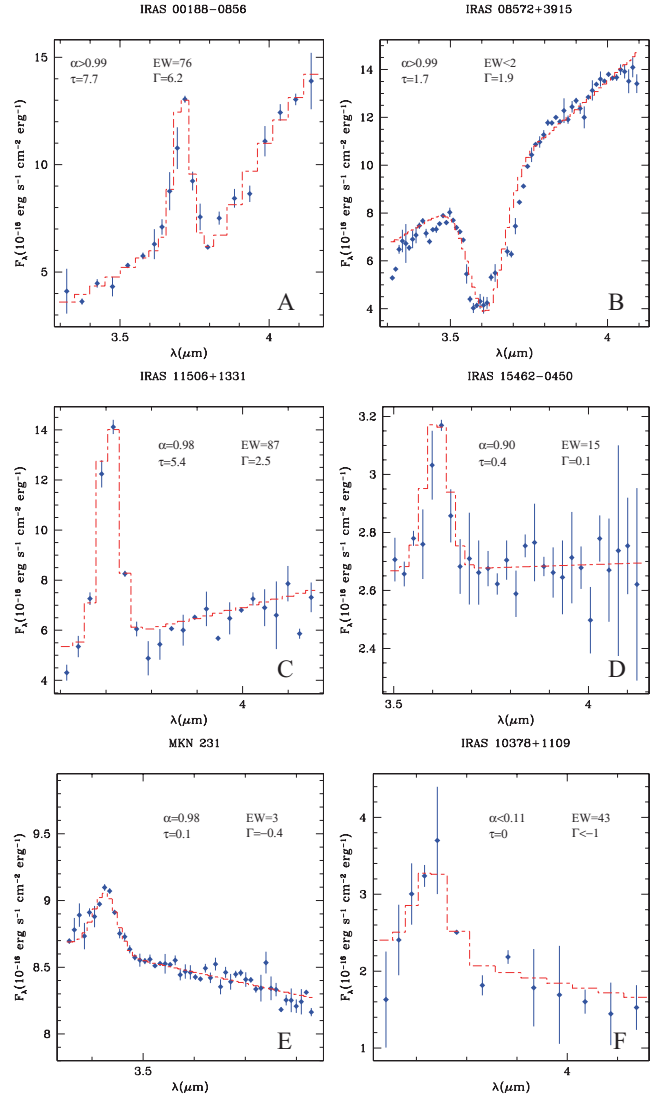 IRAS 00188−0856
α>0.99 EW=76
τ=7.7 Γ=6.2
15
10
5
F_λ(10⁻¹⁶ erg s⁻¹ cm⁻² erg⁻¹)
A
3.5 4
λ(μm)
IRAS 08572+3915
α>0.99 EW<2
τ=1.7 Γ=1.9
14
12
10
8
6
4
F_λ(10⁻¹⁶ erg s⁻¹ cm⁻² erg⁻¹)
B
3.5 4
λ(μm)
IRAS 11506+1331
α=0.98 EW=87
τ=5.4 Γ=2.5
14
12
10
8
6
4
F_λ(10⁻¹⁶ erg s⁻¹ cm⁻² erg⁻¹)
C
4
λ(μm)
IRAS 15462−0450
α=0.90 EW=15
τ=0.4 Γ=0.1
3.2
3
2.8
2.6
2.4
F_λ(10⁻¹⁶ erg s⁻¹ cm⁻² erg⁻¹)
D
3.5 4
λ(μm)
MKN 231
α=0.98 EW=3
τ=0.1 Γ=−0.4
9.5
9
8.5
8
F_λ(10⁻¹⁶ erg s⁻¹ cm⁻² erg⁻¹)
E
3.5
λ(μm)
IRAS 10378+1109
α<0.11 EW=43
τ=0 Γ<−1
4
3
2
1
F_λ(10⁻¹⁶ erg s⁻¹ cm⁻² erg⁻¹)
F
4
λ(μm)